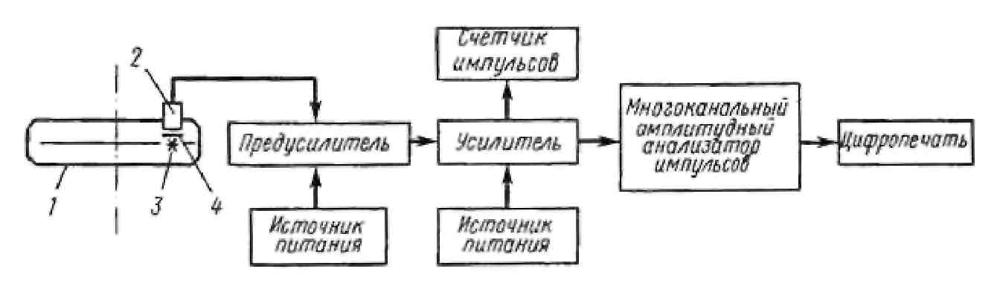 Счетчик
импульсов
2
Предусилитель
Усилитель
Многоканальный
амплитудный
анализатор
импульсов
Цифропечать
1
3
4
Источник
питания
Источник
питания